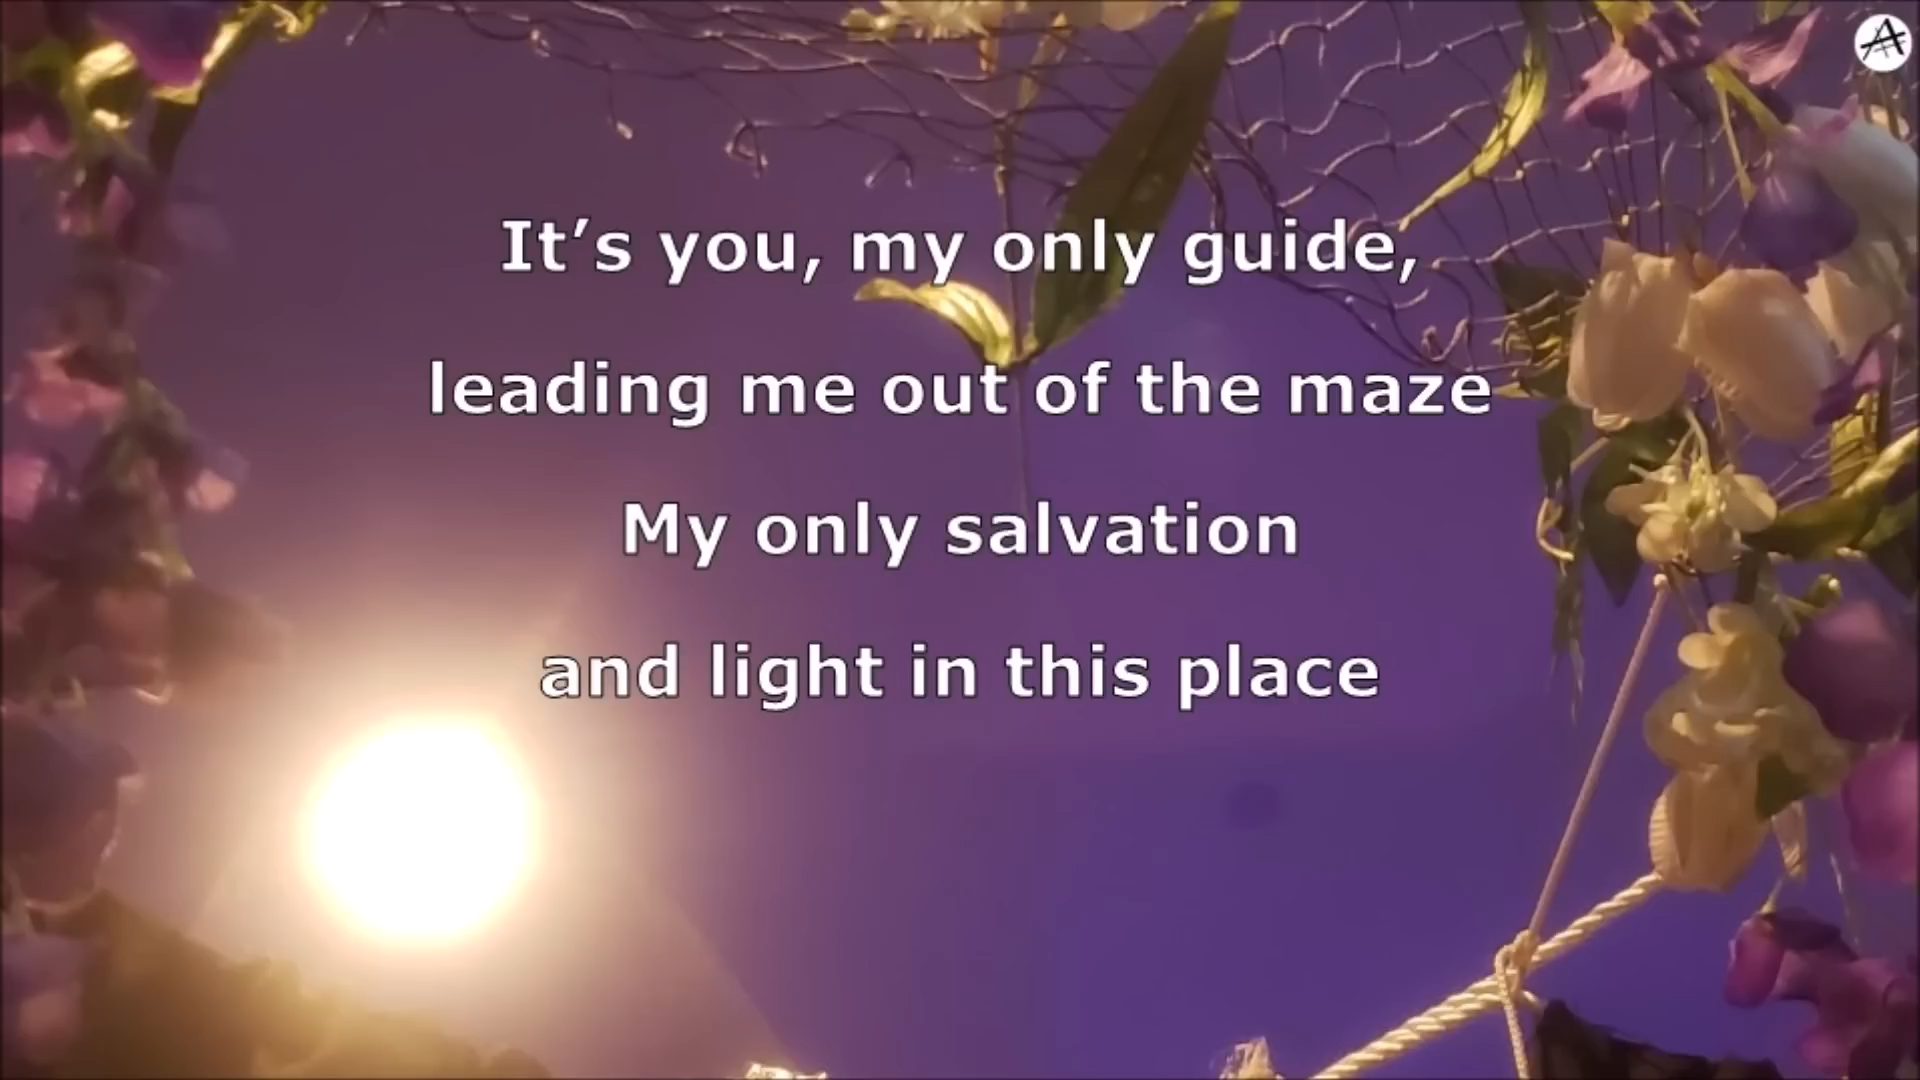 It’s you, my only guide,
leading me out of the maze
My only salvation
and light in this place